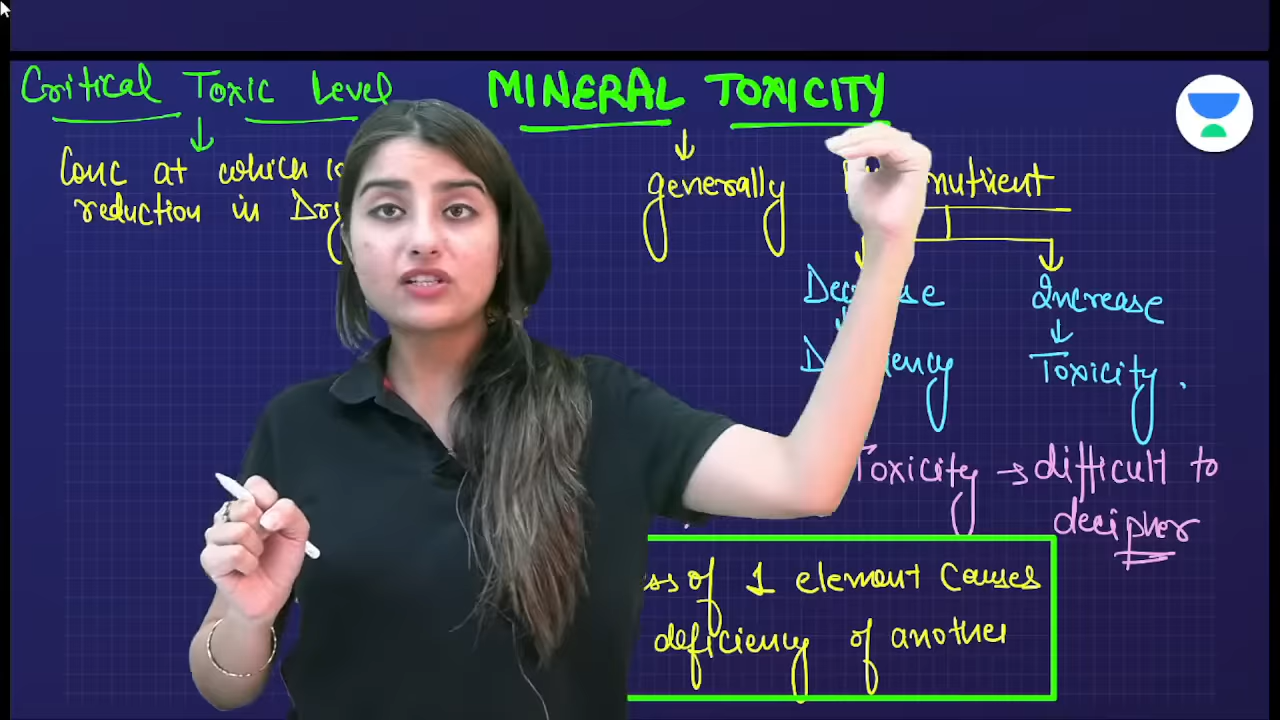 Critical Toxic Level
MINERAL TOXICITY
Conc at which
reduction in
generally
nutrient
Increase
Toxicity.
Toxicity → difficult to
decipher
of 1 element causes
deficiency of another